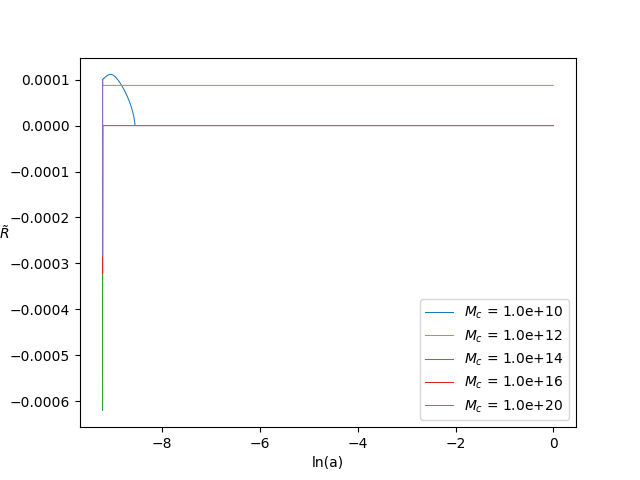 0.0001
0.0000
−0.0001
−0.0002
R̃
−0.0003
−0.0004
−0.0005
−0.0006
M_c = 1.0e+10
M_c = 1.0e+12
M_c = 1.0e+14
M_c = 1.0e+16
M_c = 1.0e+20
−8 −6 −4 −2 0
ln(a)